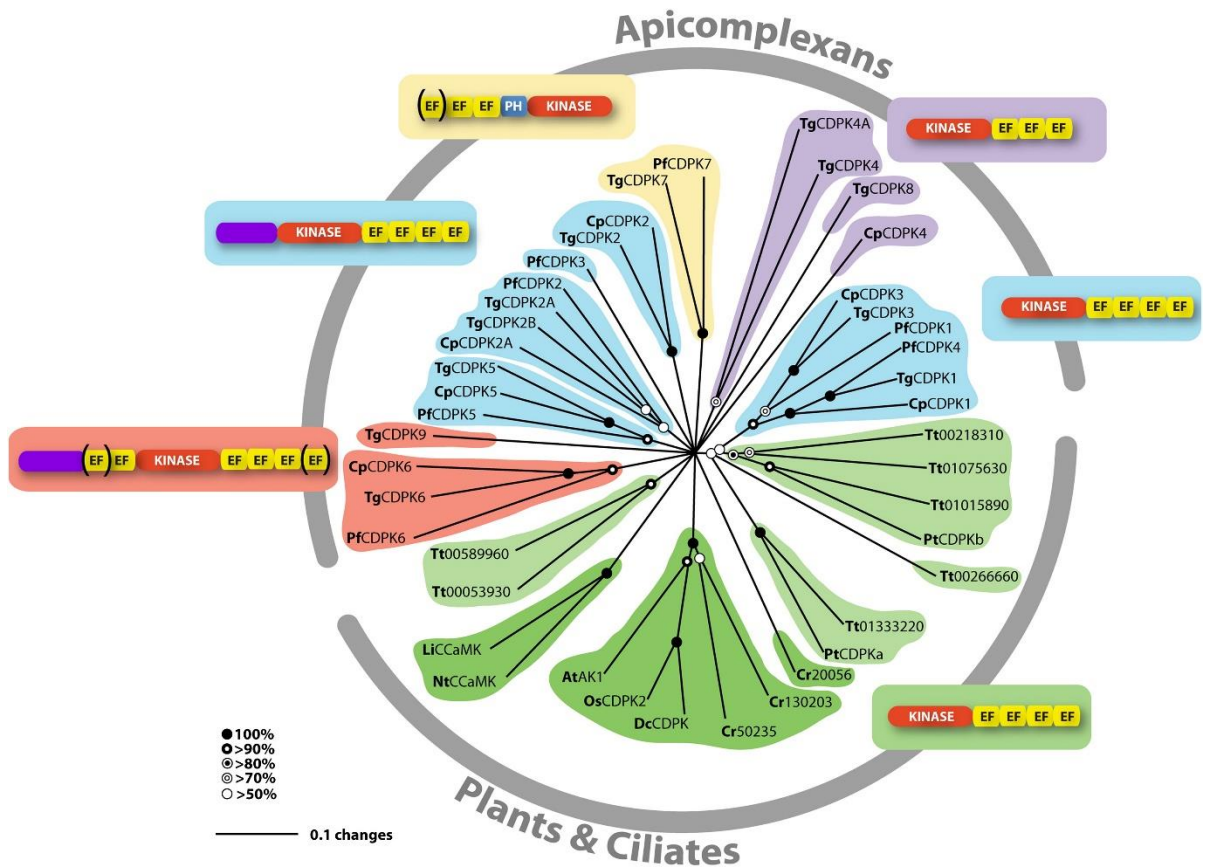 Apicomplexans
(EF) EF EF PH KINASE
KINASE EF EF EF
KINASE EF EF EF EF
KINASE EF EF EF EF
(EF) EF KINASE EF EF EF (EF)
KINASE EF EF EF EF
PfCDPK7
TgCDPK7
CpCDPK2
TgCDPK2
PfCDPK3
PfCDPK2
TgCDPK2A
TgCDPK2B
CpCDPK2A
TgCDPK5
CpCDPK5
PfCDPK5
TgCDPK9
CpCDPK6
TgCDPK6
PfCDPK6
TgCDPK4A
TgCDPK4
TgCDPK8
CpCDPK4
CpCDPK3
TgCDPK3
PfCDPK1
PfCDPK4
TgCDPK1
CpCDPK1
Tt00218310
Tt01075630
Tt01015890
PtCDPKb
Tt00266660
Tt01333220
PtCDPKa
Cr20056
Cr130203
Cr50235
DcCDPK
OsCDPK2
AtAK1
NtCCaMK
LiCCaMK
Tt00053930
Tt00589960
100%
>90%
>80%
>70%
>50%
0.1 changes
Plants & Ciliates